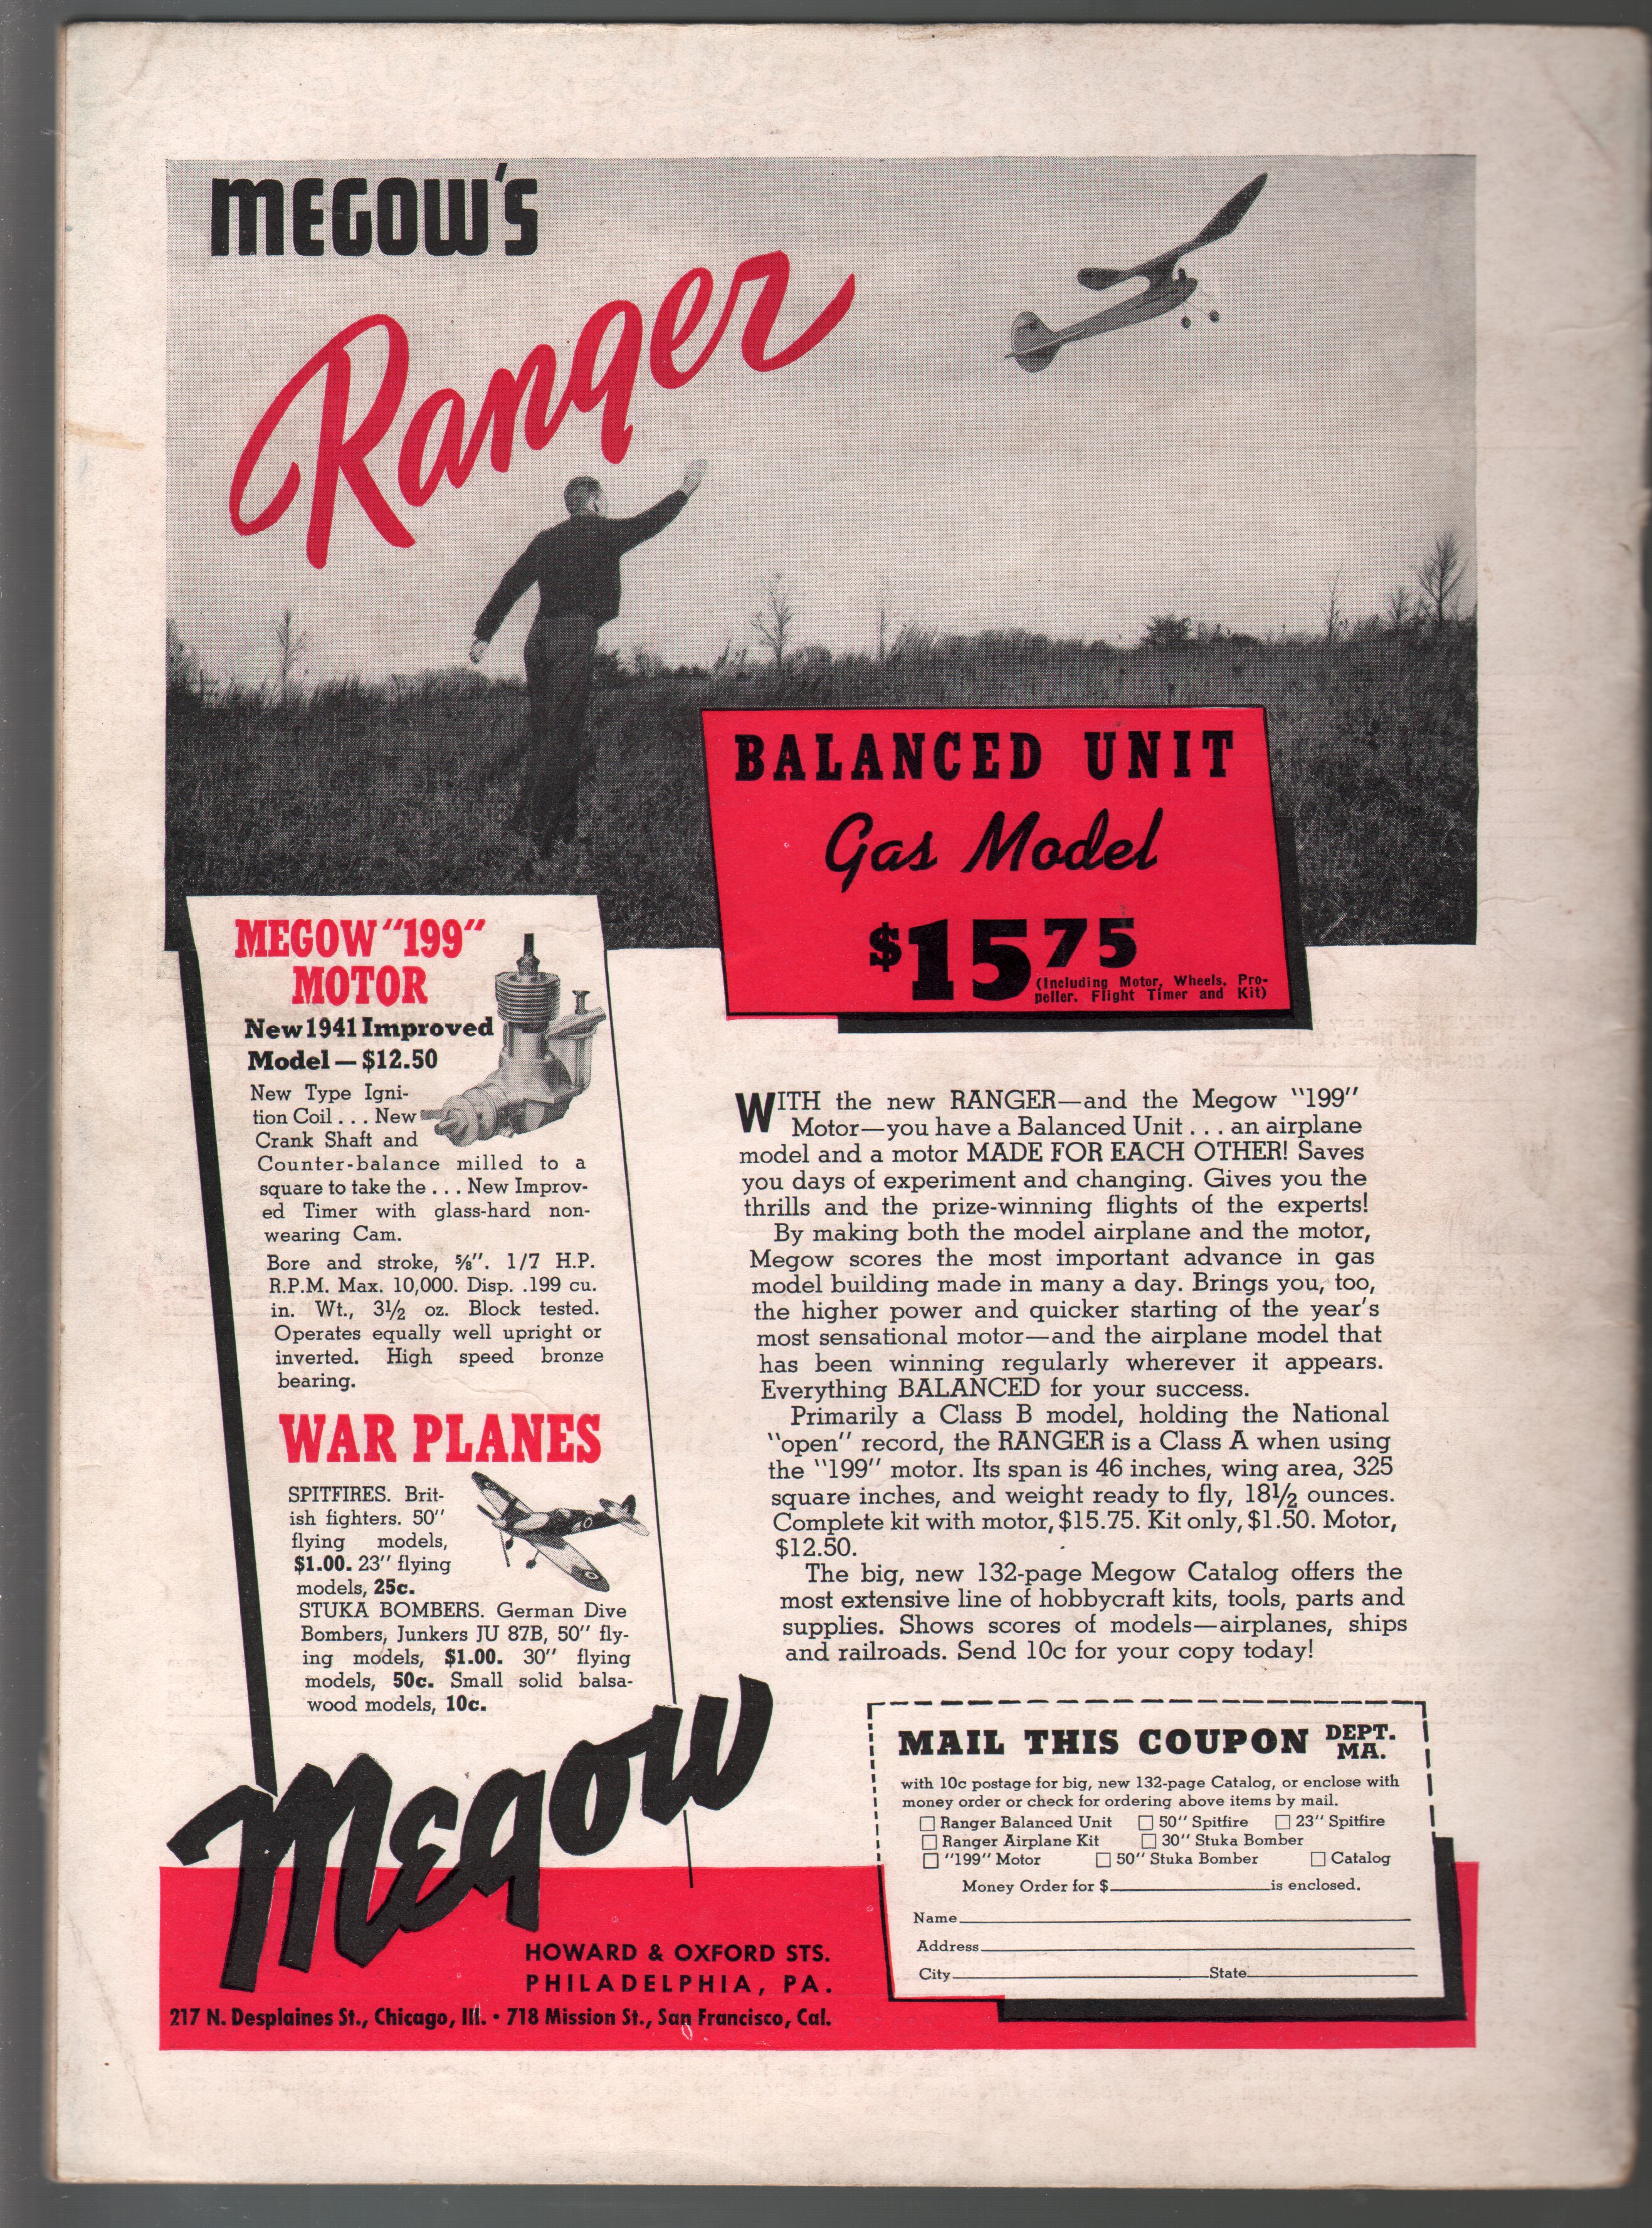 MEGOW'S
Ranger
BALANCED UNIT
Gas Model
$15 75
(Including Motor, Wheels, Pro-
peller, Flight Timer and Kit)
MEGOW "199"
MOTOR
New 1941 Improved
Model — $12.50
New Type Igni-
tion Coil . . . New
Crank Shaft and
Counter-balance milled to a
square to take the . . . New Improv-
ed Timer with glass-hard non-
wearing Cam.
Bore and stroke, ⅝". 1/7 H.P.
R.P.M. Max. 10,000. Disp. .199 cu.
in. Wt., 3½ oz. Block tested.
Operates equally well upright or
inverted. High speed bronze
bearing.
WAR PLANES
SPITFIRES. Brit-
ish fighters. 50"
flying models,
$1.00. 23" flying
models, 25c.
STUKA BOMBERS. German Dive
Bombers, Junkers JU 87B, 50" fly-
ing models, $1.00. 30" flying
models, 50c. Small solid balsa-
wood models, 10c.
WITH the new RANGER—and the Megow "199"
Motor—you have a Balanced Unit . . . an airplane
model and a motor MADE FOR EACH OTHER! Saves
you days of experiment and changing. Gives you the
thrills and the prize-winning flights of the experts!
By making both the model airplane and the motor,
Megow scores the most important advance in gas
model building made in many a day. Brings you, too,
the higher power and quicker starting of the year's
most sensational motor—and the airplane model that
has been winning regularly wherever it appears.
Everything BALANCED for your success.
Primarily a Class B model, holding the National
"open" record, the RANGER is a Class A when using
the "199" motor. Its span is 46 inches, wing area, 325
square inches, and weight ready to fly, 18½ ounces.
Complete kit with motor, $15.75. Kit only, $1.50. Motor,
$12.50.
The big, new 132-page Megow Catalog offers the
most extensive line of hobbycraft kits, tools, parts and
supplies. Shows scores of models—airplanes, ships
and railroads. Send 10c for your copy today!
Megow
HOWARD & OXFORD STS.
PHILADELPHIA, PA.
217 N. Desplaines St., Chicago, Ill. • 718 Mission St., San Francisco, Cal.
MAIL THIS COUPON DEPT. MA.
with 10c postage for big, new 132-page Catalog, or enclose with
money order or check for ordering above items by mail.
☐ Ranger Balanced Unit ☐ 50" Spitfire ☐ 23" Spitfire
☐ Ranger Airplane Kit ☐ 30" Stuka Bomber
☐ "199" Motor ☐ 50" Stuka Bomber ☐ Catalog
Money Order for $ is enclosed.
Name
Address
City State